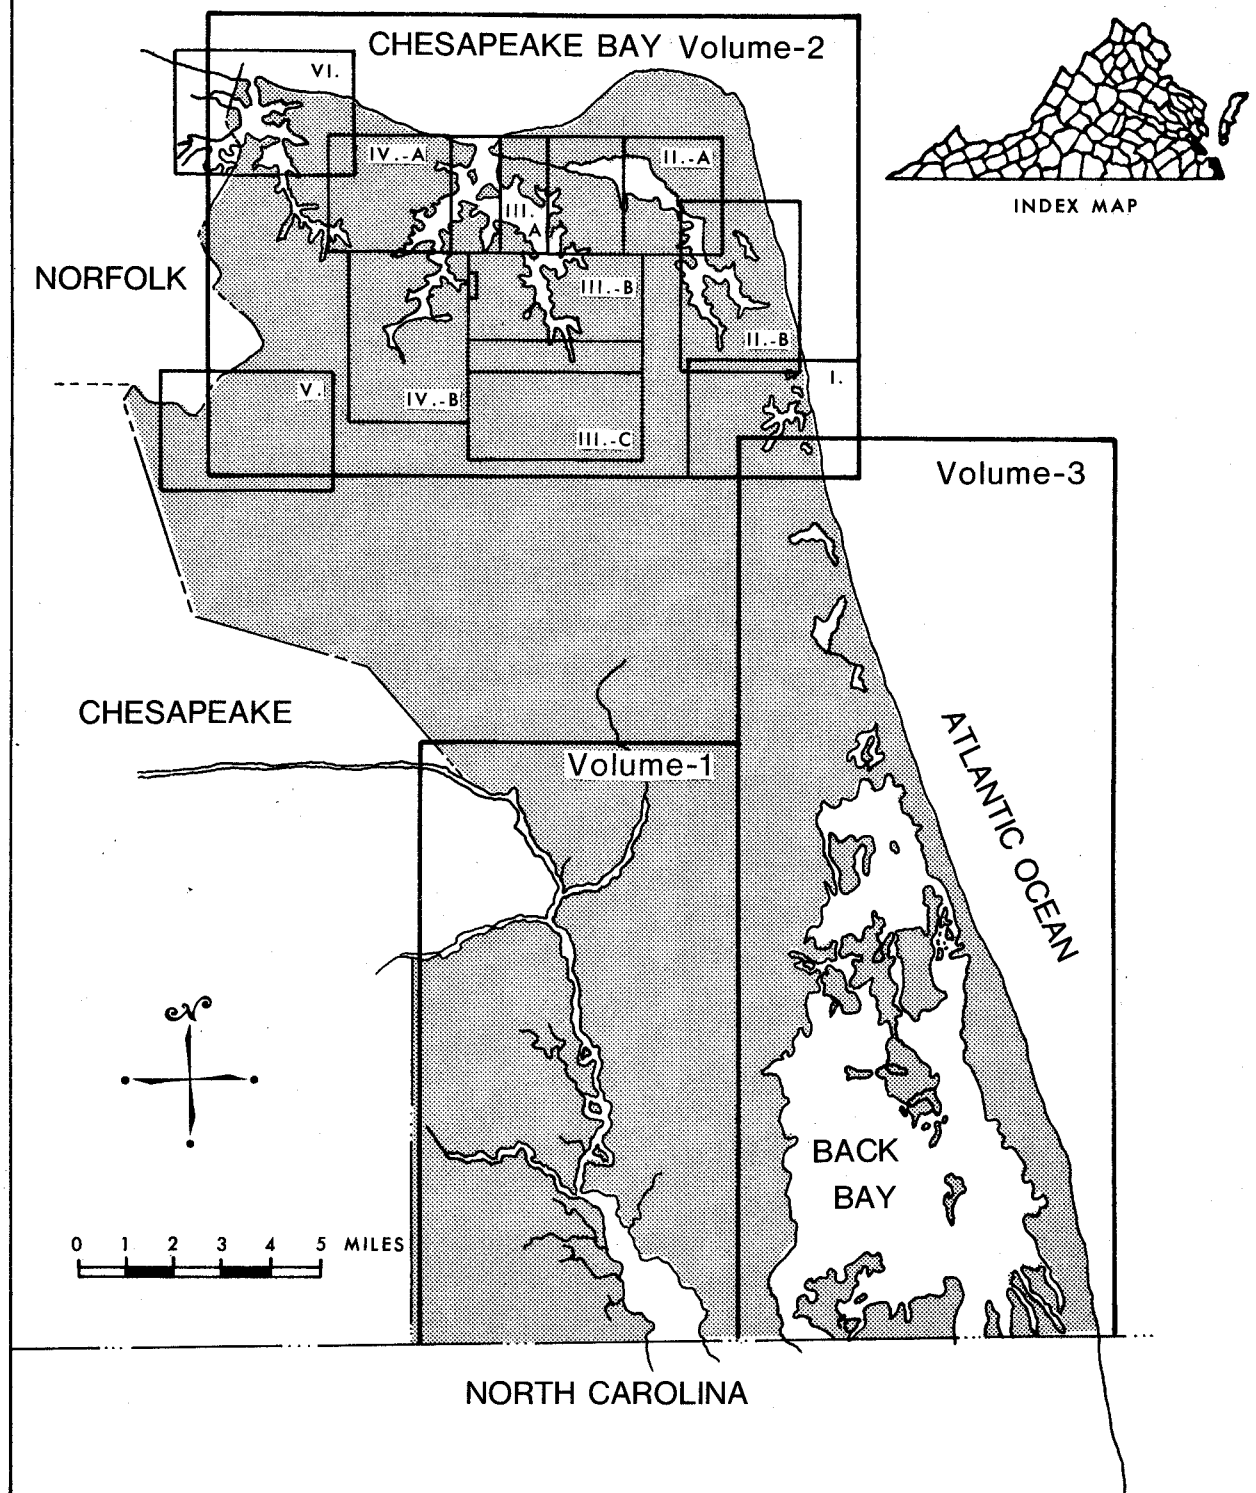 CHESAPEAKE BAY Volume-2
VI.
IV.-A
II.-A
III.
A
INDEX MAP
NORFOLK
III.-B
II.-B
I.
V.
IV.-B
III.-C
Volume-3
CHESAPEAKE
ATLANTIC OCEAN
Volume-1
N
BACK
BAY
0 1 2 3 4 5 MILES
NORTH CAROLINA